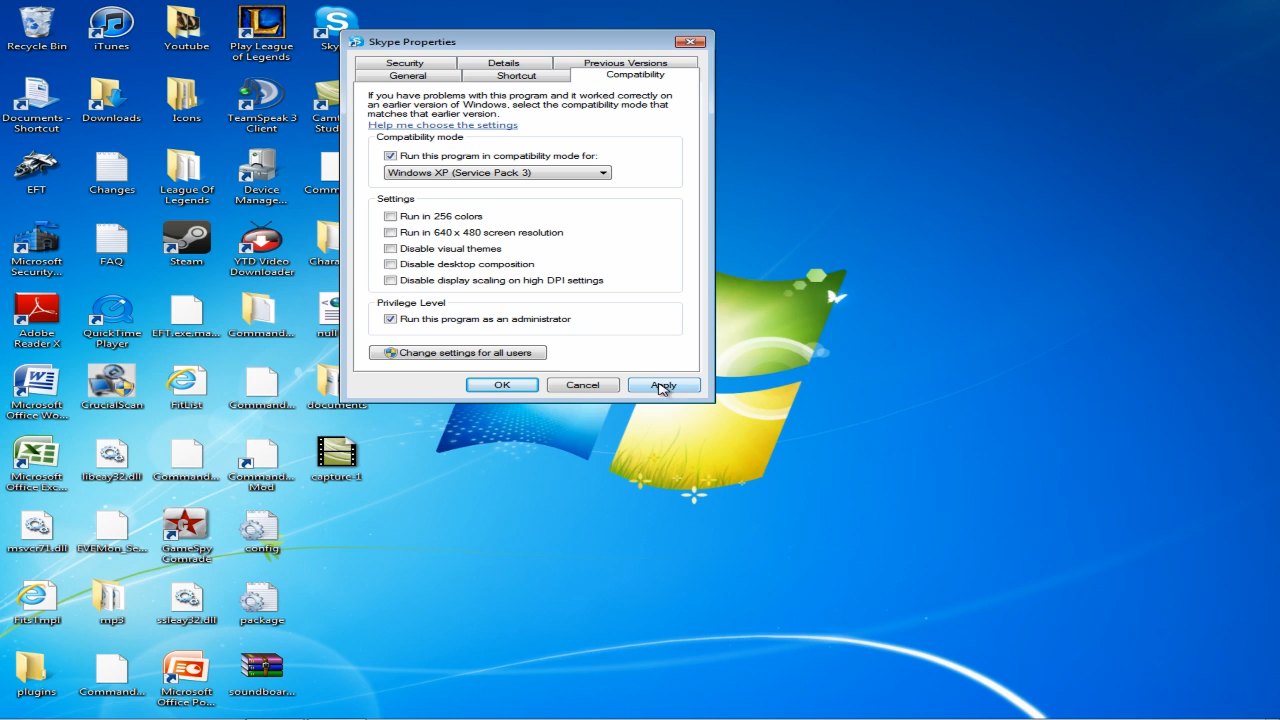 Recycle Bin
iTunes
Youtube
Play League
of Legends
Sky
Documents -
Shortcut
Downloads
Icons
TeamSpeak 3
Client
Stud
EFT
Changes
League Of
Legends
Device
Manage...
Comm
Microsoft
Security...
FAQ
Steam
YTD Video
Downloader
Chara
Adobe
Reader X
QuickTime
Player
EFT.exe.ma...
Command...
null
Microsoft
Office Wo...
CrucialScan
FitList
Command...
documents
Microsoft
Office Exc...
libeay32.dll
Command...
Command...
Mod
capture-1
msvcr71.dll
EVEMon_Se...
GameSpy
Comrade
config
Fits1.mpl
mp3
ssleay32.dll
package
plugins
Command...
Microsoft
Office Po...
soundboar...
Skype Properties
Security
Details
Previous Versions
General
Shortcut
Compatibility
If you have problems with this program and it worked correctly on
an earlier version of Windows, select the compatibility mode that
matches that earlier version.
Help me choose the settings
Compatibility mode
Run this program in compatibility mode for:
Windows XP (Service Pack 3)
Settings
Run in 256 colors
Run in 640 x 480 screen resolution
Disable visual themes
Disable desktop composition
Disable display scaling on high DPI settings
Privilege Level
Run this program as an administrator
Change settings for all users
OK
Cancel
Apply